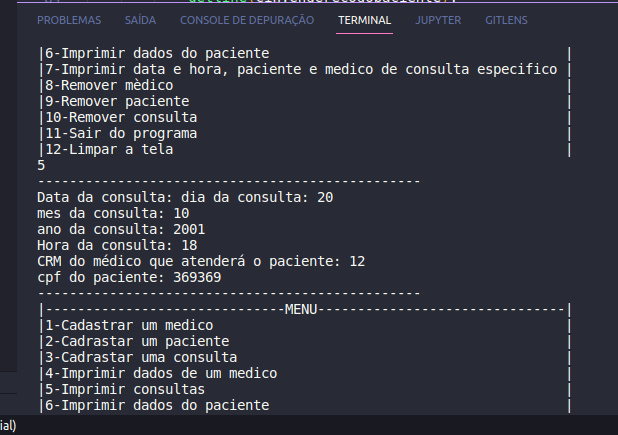 getline(cin,enderecodopaciente);
PROBLEMAS SAÍDA CONSOLE DE DEPURAÇÃO TERMINAL JUPYTER GITLENS
|6-Imprimir dados do paciente |
|7-Imprimir data e hora, paciente e medico de consulta especifico |
|8-Remover mèdico |
|9-Remover paciente |
|10-Remover consulta |
|11-Sair do programa |
|12-Limpar a tela |
5
------------------------------------------------
Data da consulta: dia da consulta: 20
mes da consulta: 10
ano da consulta: 2001
Hora da consulta: 18
CRM do médico que atenderá o paciente: 12
cpf do paciente: 369369
------------------------------------------------
|------------------------------MENU-------------------------------|
|1-Cadastrar um medico |
|2-Cadrastar um paciente |
|3-Cadrastar uma consulta |
|4-Imprimir dados de um medico |
|5-Imprimir consultas |
|6-Imprimir dados do paciente |
ial)